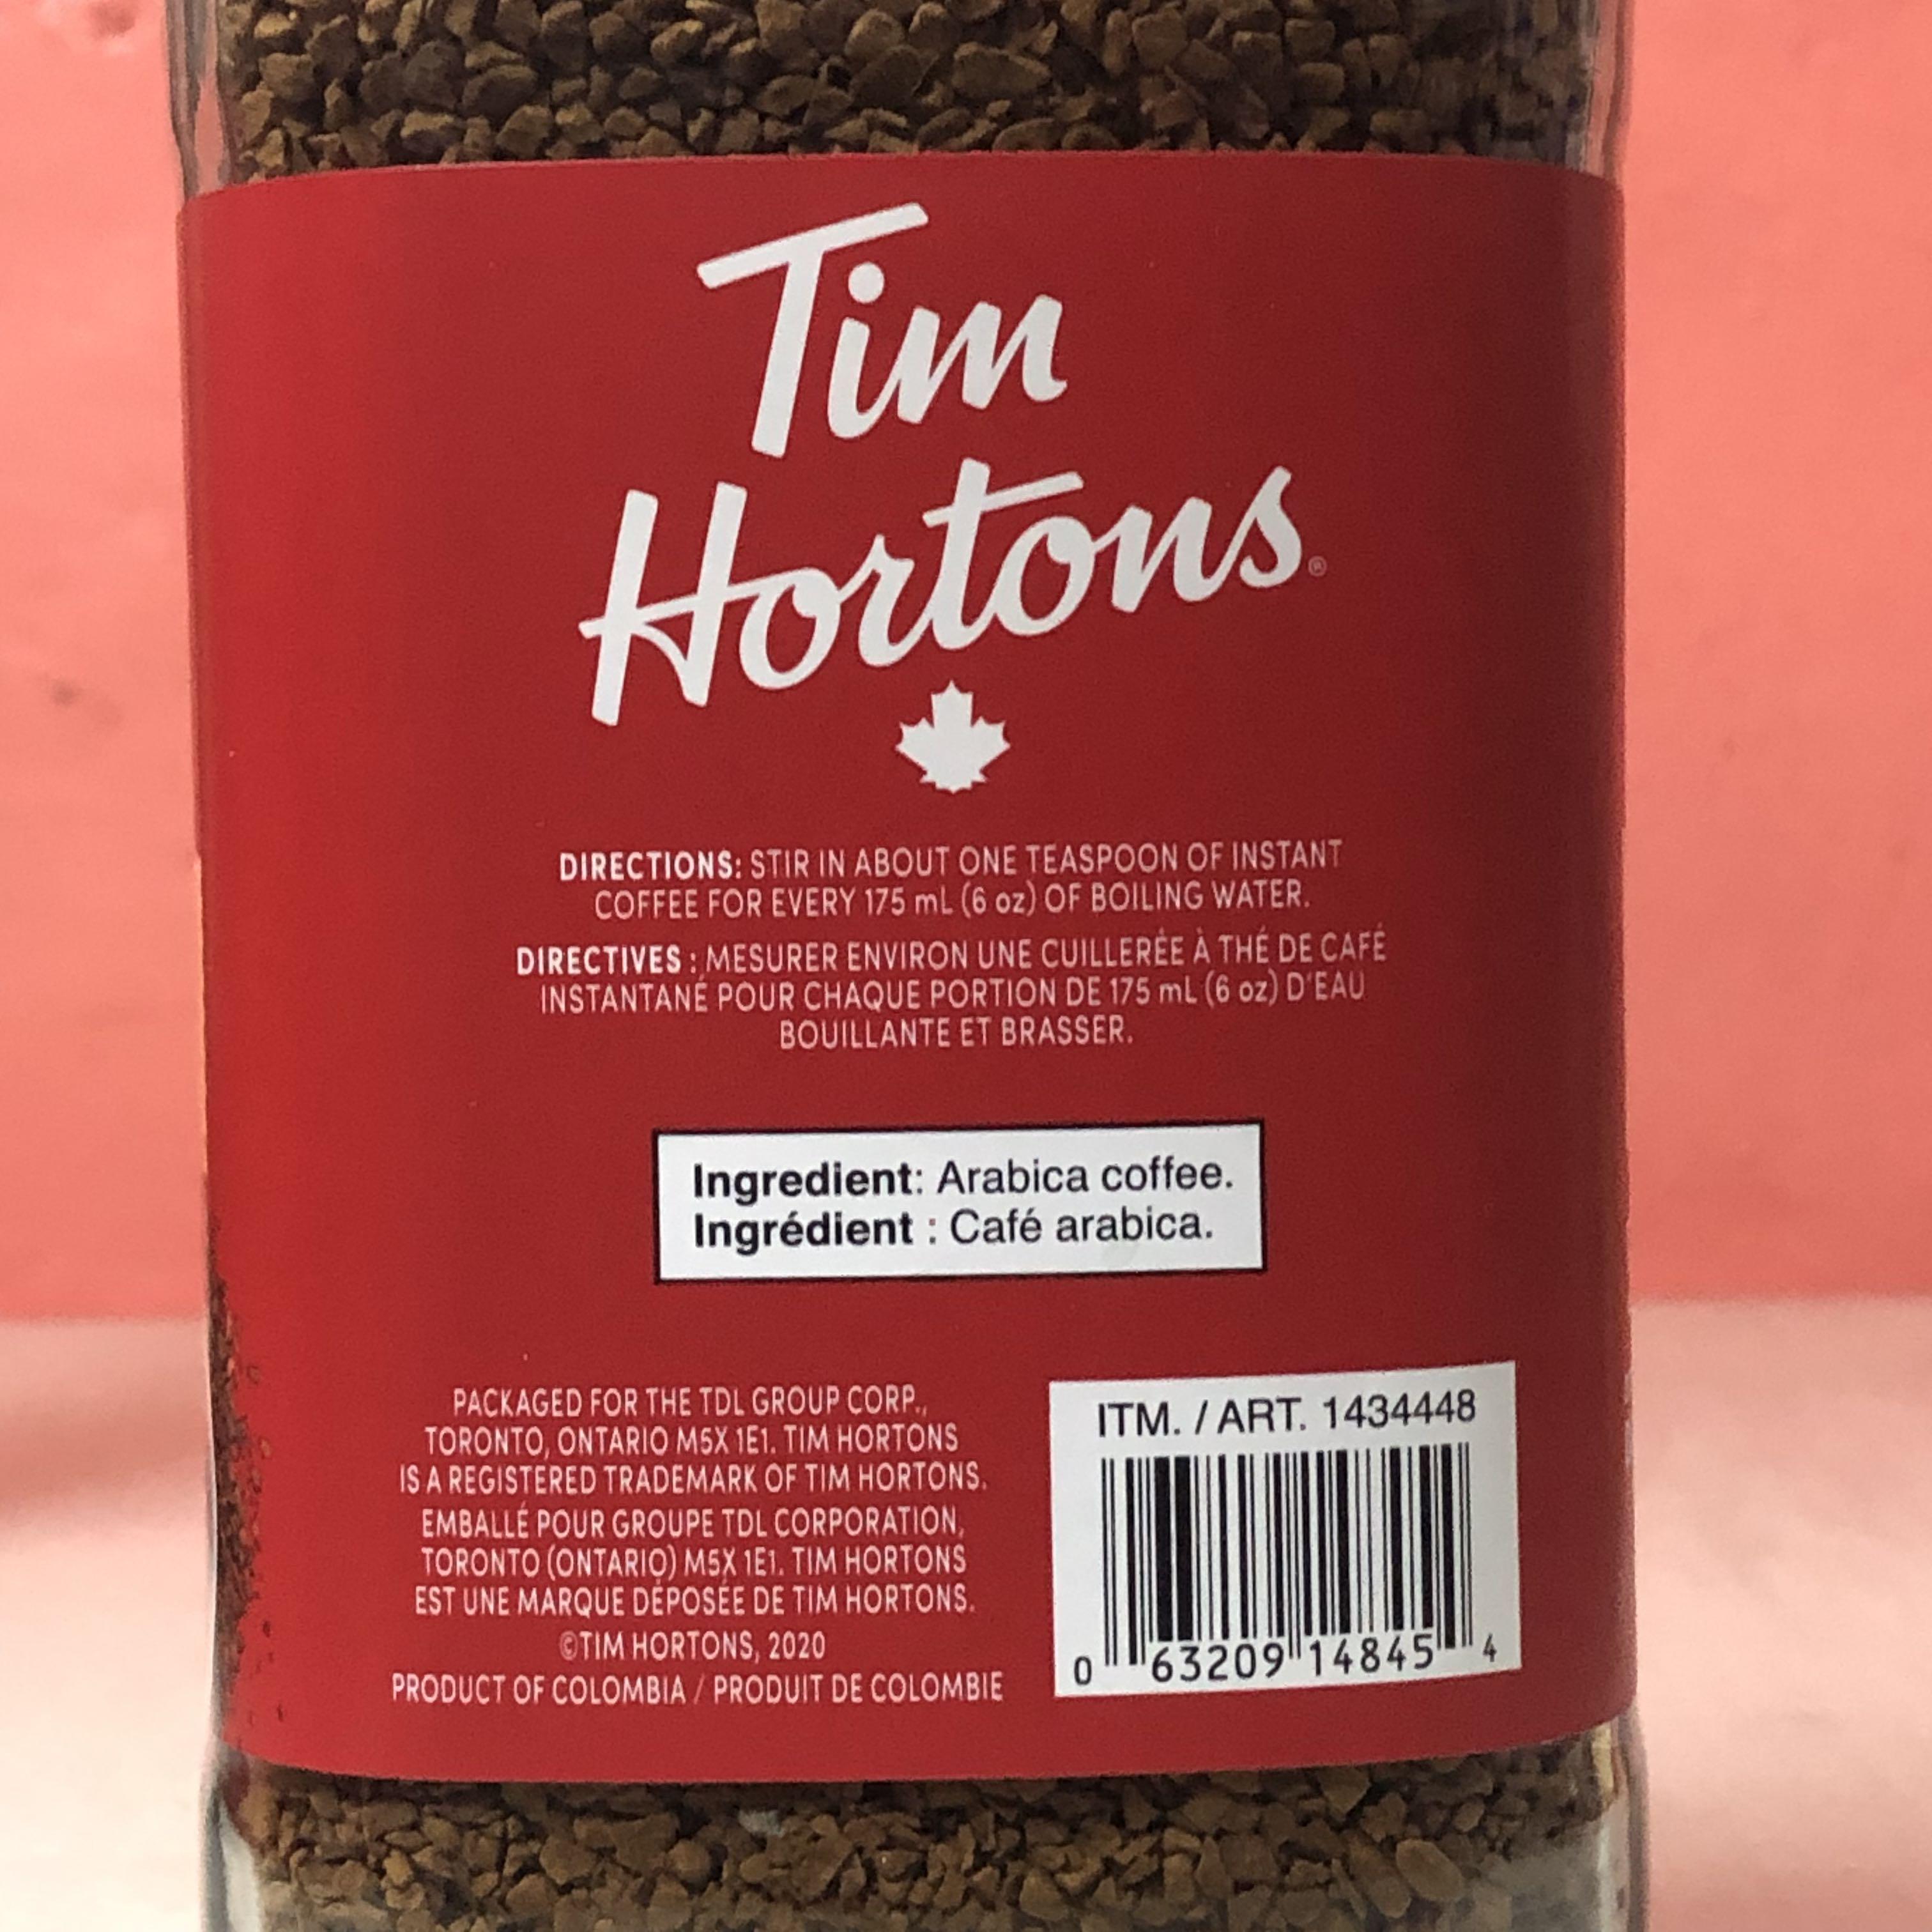 Tim
Hortons®
DIRECTIONS: STIR IN ABOUT ONE TEASPOON OF INSTANT
COFFEE FOR EVERY 175 mL (6 oz) OF BOILING WATER.
DIRECTIVES : MESURER ENVIRON UNE CUILLERÉE À THÉ DE CAFÉ
INSTANTANÉ POUR CHAQUE PORTION DE 175 mL (6 oz) D'EAU
BOUILLANTE ET BRASSER.
Ingredient: Arabica coffee.
Ingrédient : Café arabica.
PACKAGED FOR THE TDL GROUP CORP.,
TORONTO, ONTARIO M5X 1E1. TIM HORTONS
IS A REGISTERED TRADEMARK OF TIM HORTONS.
EMBALLÉ POUR GROUPE TDL CORPORATION,
TORONTO (ONTARIO) M5X 1E1. TIM HORTONS
EST UNE MARQUE DÉPOSÉE DE TIM HORTONS.
©TIM HORTONS, 2020
PRODUCT OF COLOMBIA / PRODUIT DE COLOMBIE
ITM. / ART. 1434448
0 63209 14845 4